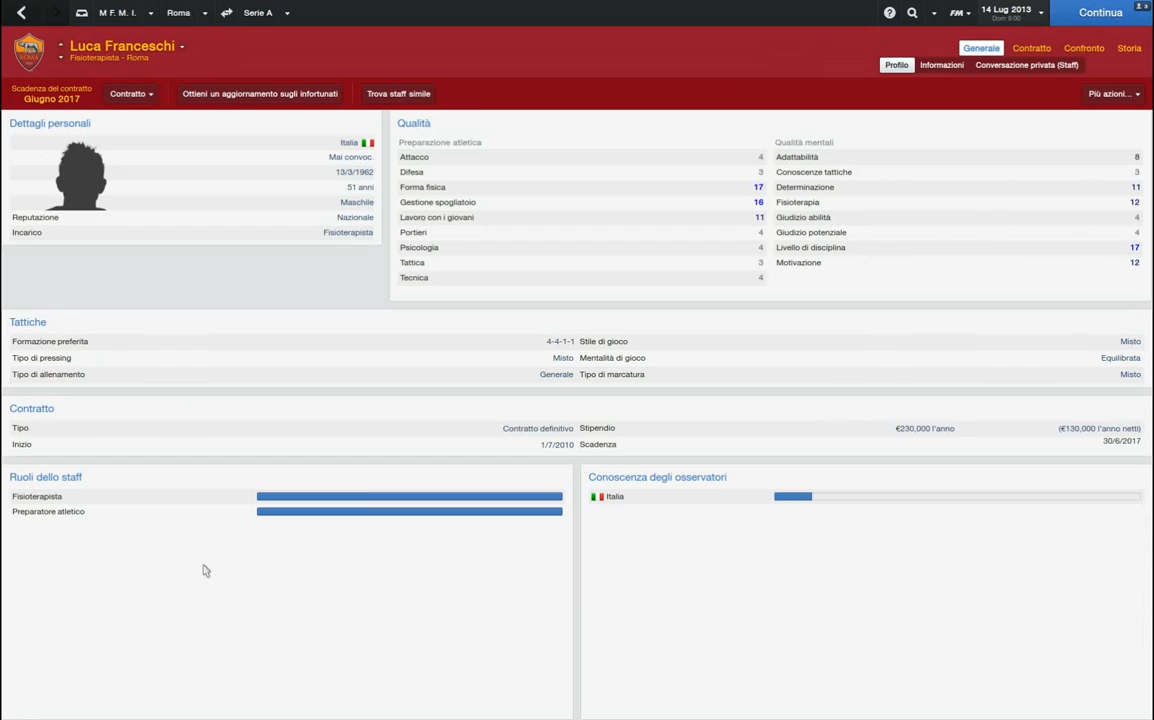 M F. M. I. Roma Serie A FM 14 Lug 2013 Continua 3
Dom 9:00
Luca Franceschi
Fisioterapista - Roma
Generale Contratto Confronto Storia
Profilo Informazioni Conversazione privata (Staff)
Scadenza del contratto
Giugno 2017
Contratto Ottieni un aggiornamento sugli infortunati Trova staff simile Più azioni...
Dettagli personali
Italia
Mai convoc.
13/3/1962
51 anni
Maschile
Reputazione Nazionale
Incarico Fisioterapista
Qualità
Preparazione atletica Qualità mentali
Attacco 4 Adattabilità 8
Difesa 3 Conoscenze tattiche 3
Forma fisica 17 Determinazione 11
Gestione spogliatoio 16 Fisioterapia 12
Lavoro con i giovani 11 Giudizio abilità 4
Portieri 4 Giudizio potenziale 4
Psicologia 4 Livello di disciplina 17
Tattica 3 Motivazione 12
Tecnica 4
Tattiche
Formazione preferita 4-4-1-1 Stile di gioco Misto
Tipo di pressing Misto Mentalità di gioco Equilibrata
Tipo di allenamento Generale Tipo di marcatura Misto
Contratto
Tipo Contratto definitivo Stipendio €230,000 l'anno (€130,000 l'anno netti)
Inizio 1/7/2010 Scadenza 30/6/2017
Ruoli dello staff
Fisioterapista
Preparatore atletico
Conoscenza degli osservatori
Italia